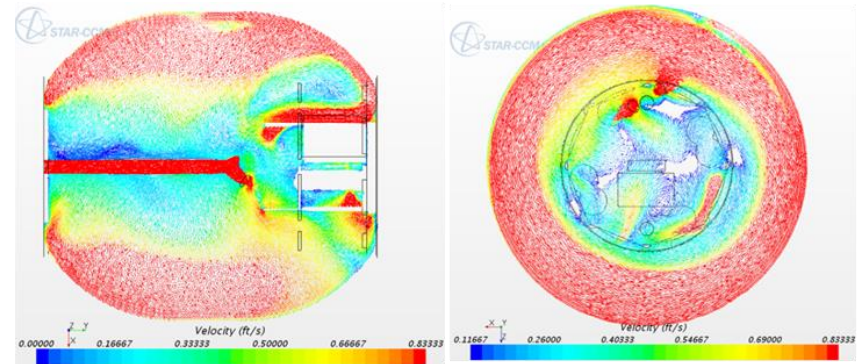 STAR-CCM
Z Y
X
Velocity (ft/s)
0.00000 0.16667 0.33333 0.50000 0.66667 0.83333
STAR-CCM
X
Z
Velocity (ft/s)
0.11667 0.26000 0.40333 0.54667 0.69000 0.83333